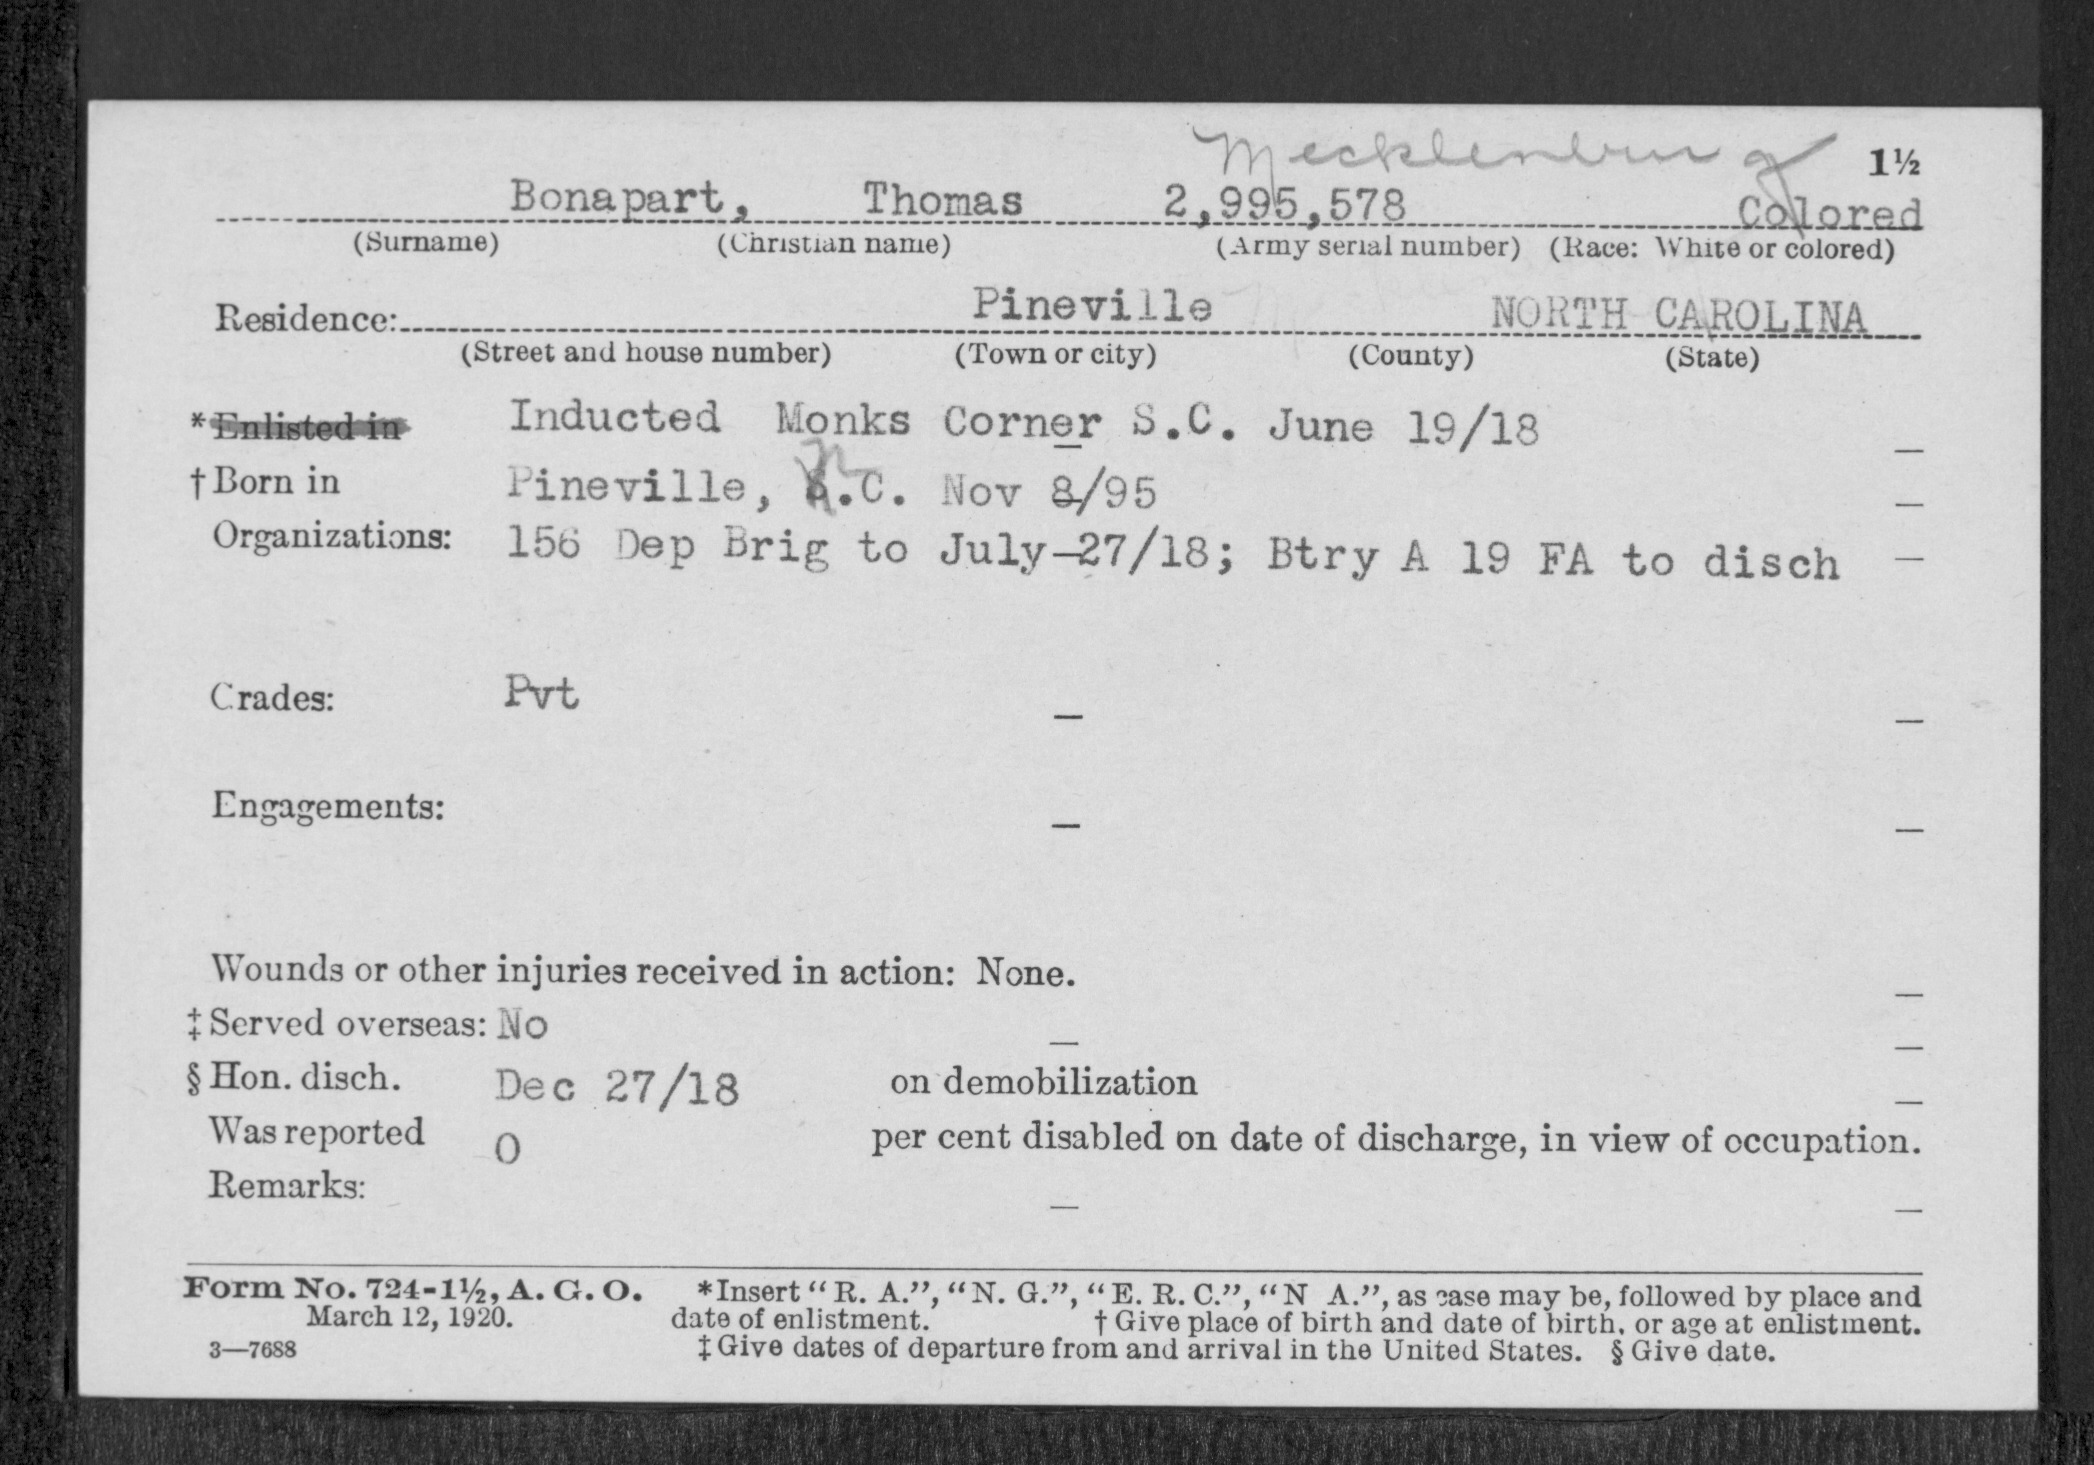 Mecklenburg 1½
Bonapart, Thomas 2,995,578 Colored
(Surname) (Christian name) (Army serial number) (Race: White or colored)
Residence: Pineville NORTH CAROLINA
(Street and house number) (Town or city) (County) (State)
*Enlisted in Inducted Monks Corner S.C. June 19/18
†Born in Pineville, N.C. Nov 8/95
Organizations: 156 Dep Brig to July 27/18; Btry A 19 FA to disch
Grades: Pvt
Engagements:
Wounds or other injuries received in action: None.
‡Served overseas: No
§Hon. disch. Dec 27/18 on demobilization
Was reported 0 per cent disabled on date of discharge, in view of occupation.
Remarks:
Form No. 724-1½, A. G. O. *Insert "R. A.", "N. G.", "E. R. C.", "N A.", as case may be, followed by place and
March 12, 1920. date of enlistment. †Give place of birth and date of birth, or age at enlistment.
3—7688 ‡Give dates of departure from and arrival in the United States. §Give date.